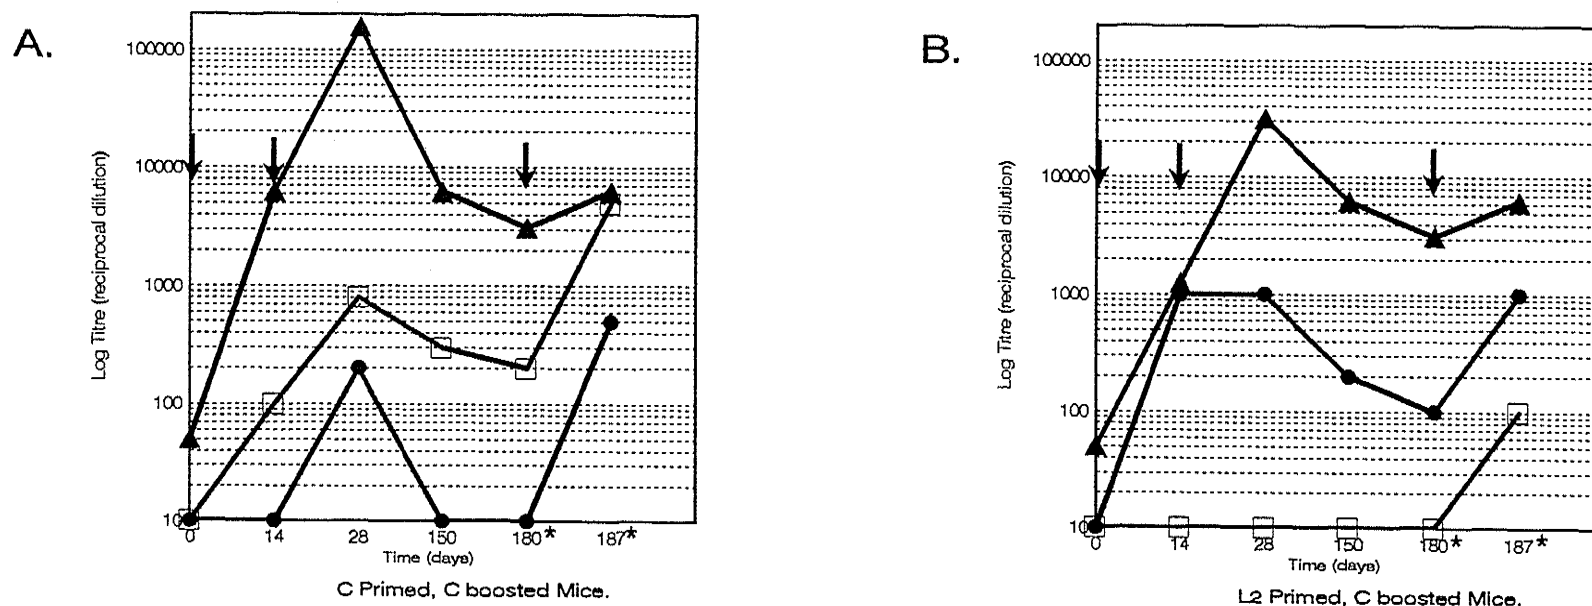 A.
Log Titre (reciprocal dilution)
100000
10000
1000
100
10
0 14 28 150 180* 187*
Time (days)
C Primed, C boosted Mice.
B.
Log Titre (reciprocal dilution)
100000
10000
1000
100
10
0 14 28 150 180* 187*
Time (days)
L2 Primed, C boosted Mice.